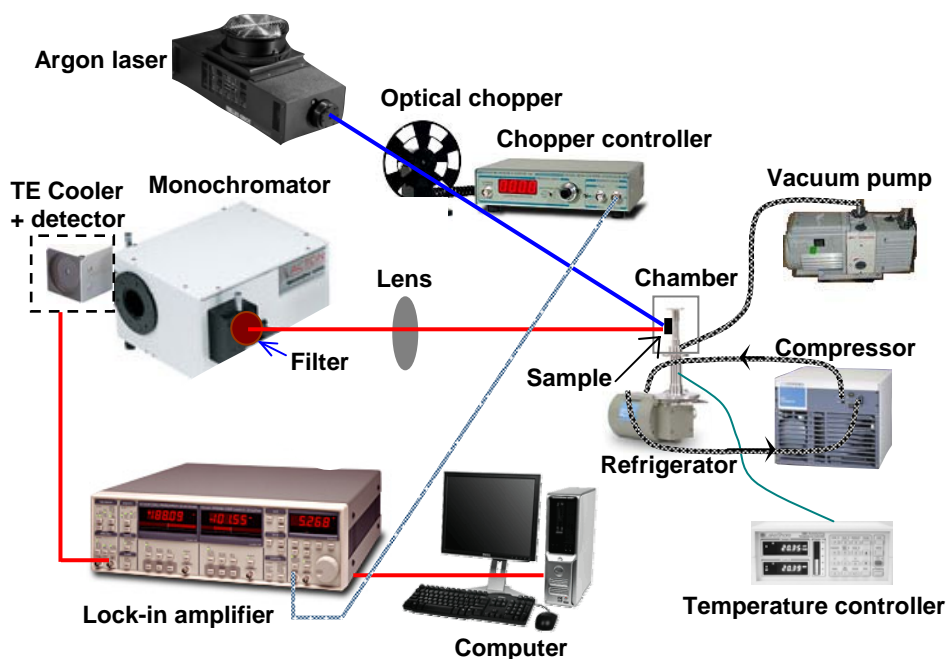 Argon laser
Optical chopper
Chopper controller
Vacuum pump
TE Cooler
+ detector
Monochromator
Chamber
Lens
Filter
Sample
Compressor
Refrigerator
Lock-in amplifier
Computer
Temperature controller